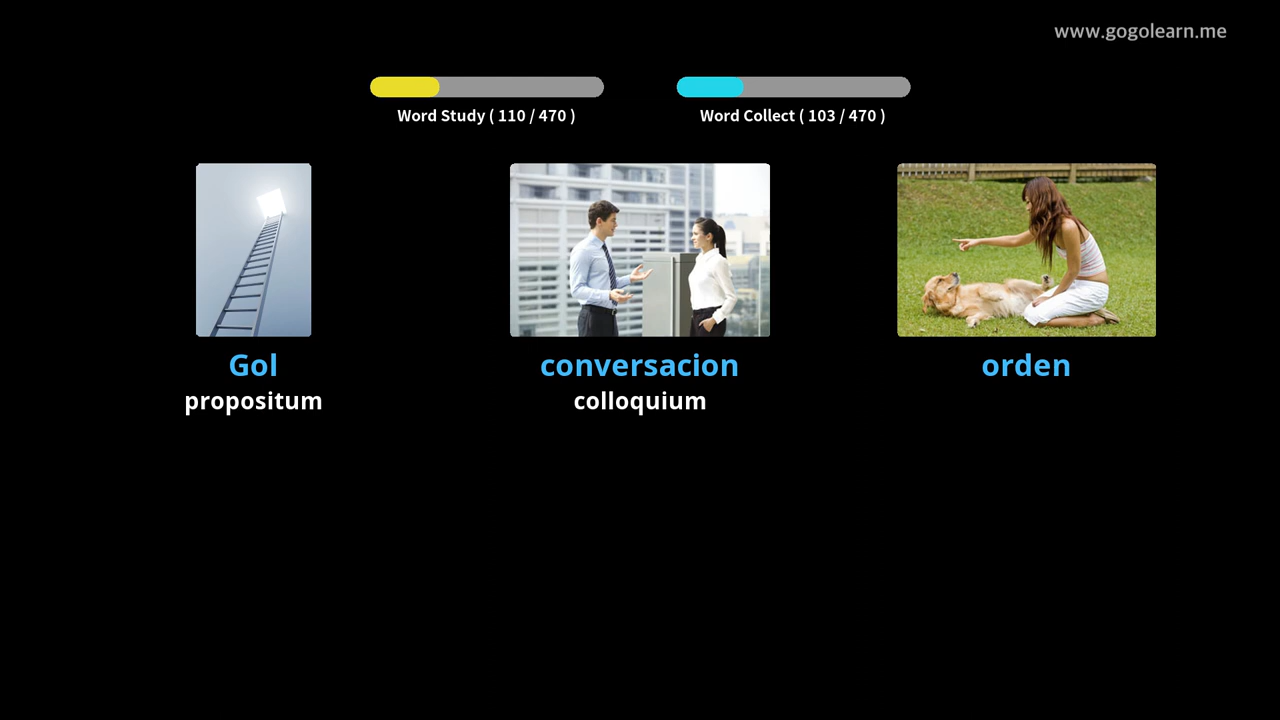 www.gogolearn.me
Word Study ( 110 / 470 )
Word Collect ( 103 / 470 )
Gol
propositum
conversacion
colloquium
orden